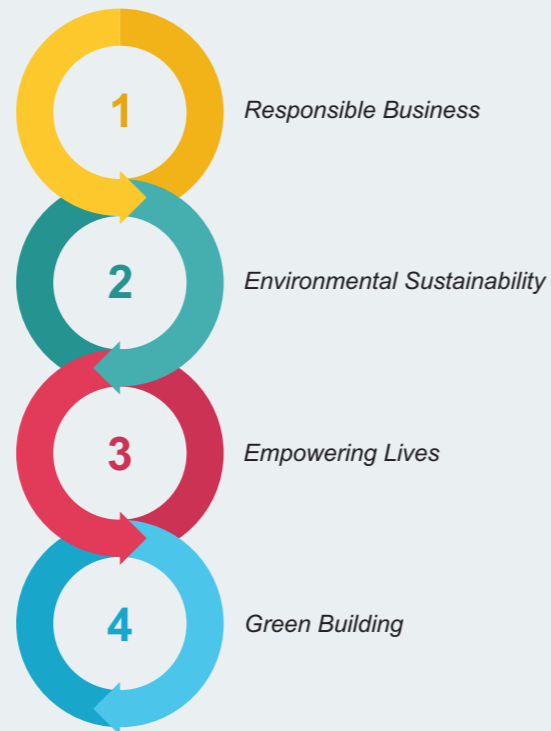 1
Responsible Business
2
Environmental Sustainability
3
Empowering Lives
4
Green Building